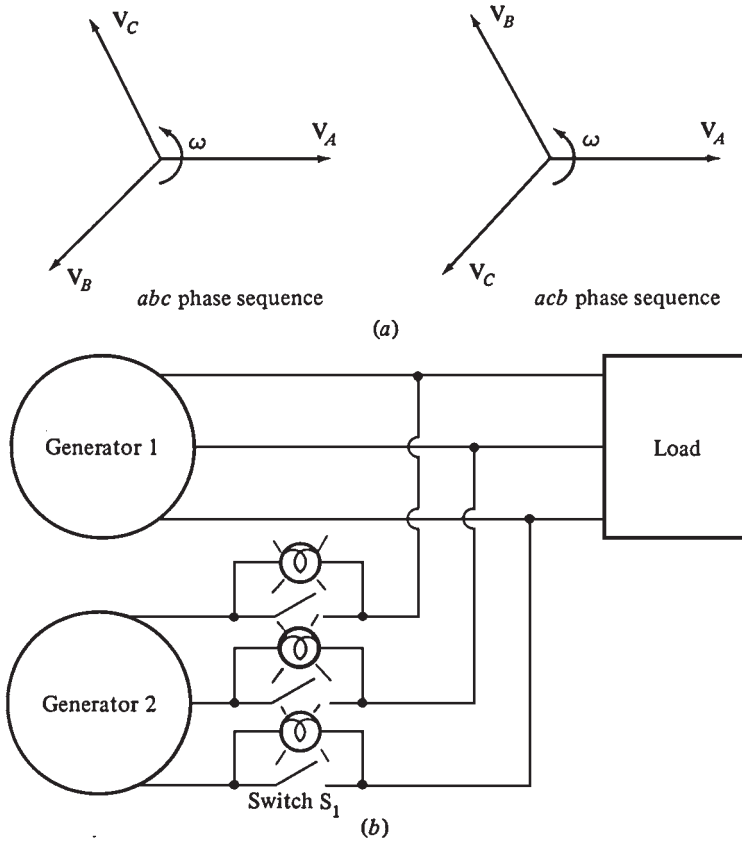 V_C
V_B
ω
V_A
ω
V_A
V_B
V_C
abc phase sequence
acb phase sequence
(a)
Generator 1
Load
Generator 2
Switch S_1
(b)